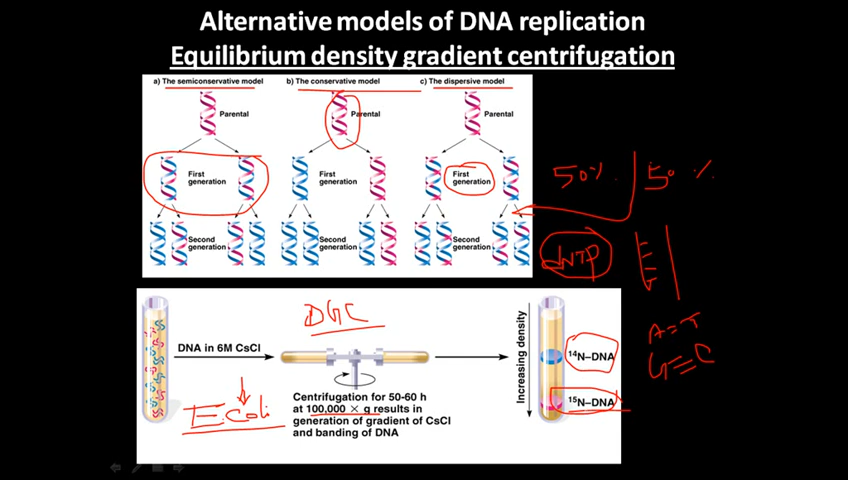 Alternative models of DNA replication
Equilibrium density gradient centrifugation
a) The semiconservative model
b) The conservative model
c) The dispersive model
Parental
Parental
Parental
First
generation
First
generation
First
generation
Second
generation
Second
generation
Second
generation
50% 50 %
dNTP
A=T
G≡C
DGC
DNA in 6M CsCl
E Coli
Centrifugation for 50-60 h
at 100,000 × g results in
generation of gradient of CsCl
and banding of DNA
Increasing density
¹⁴N–DNA
¹⁵N–DNA